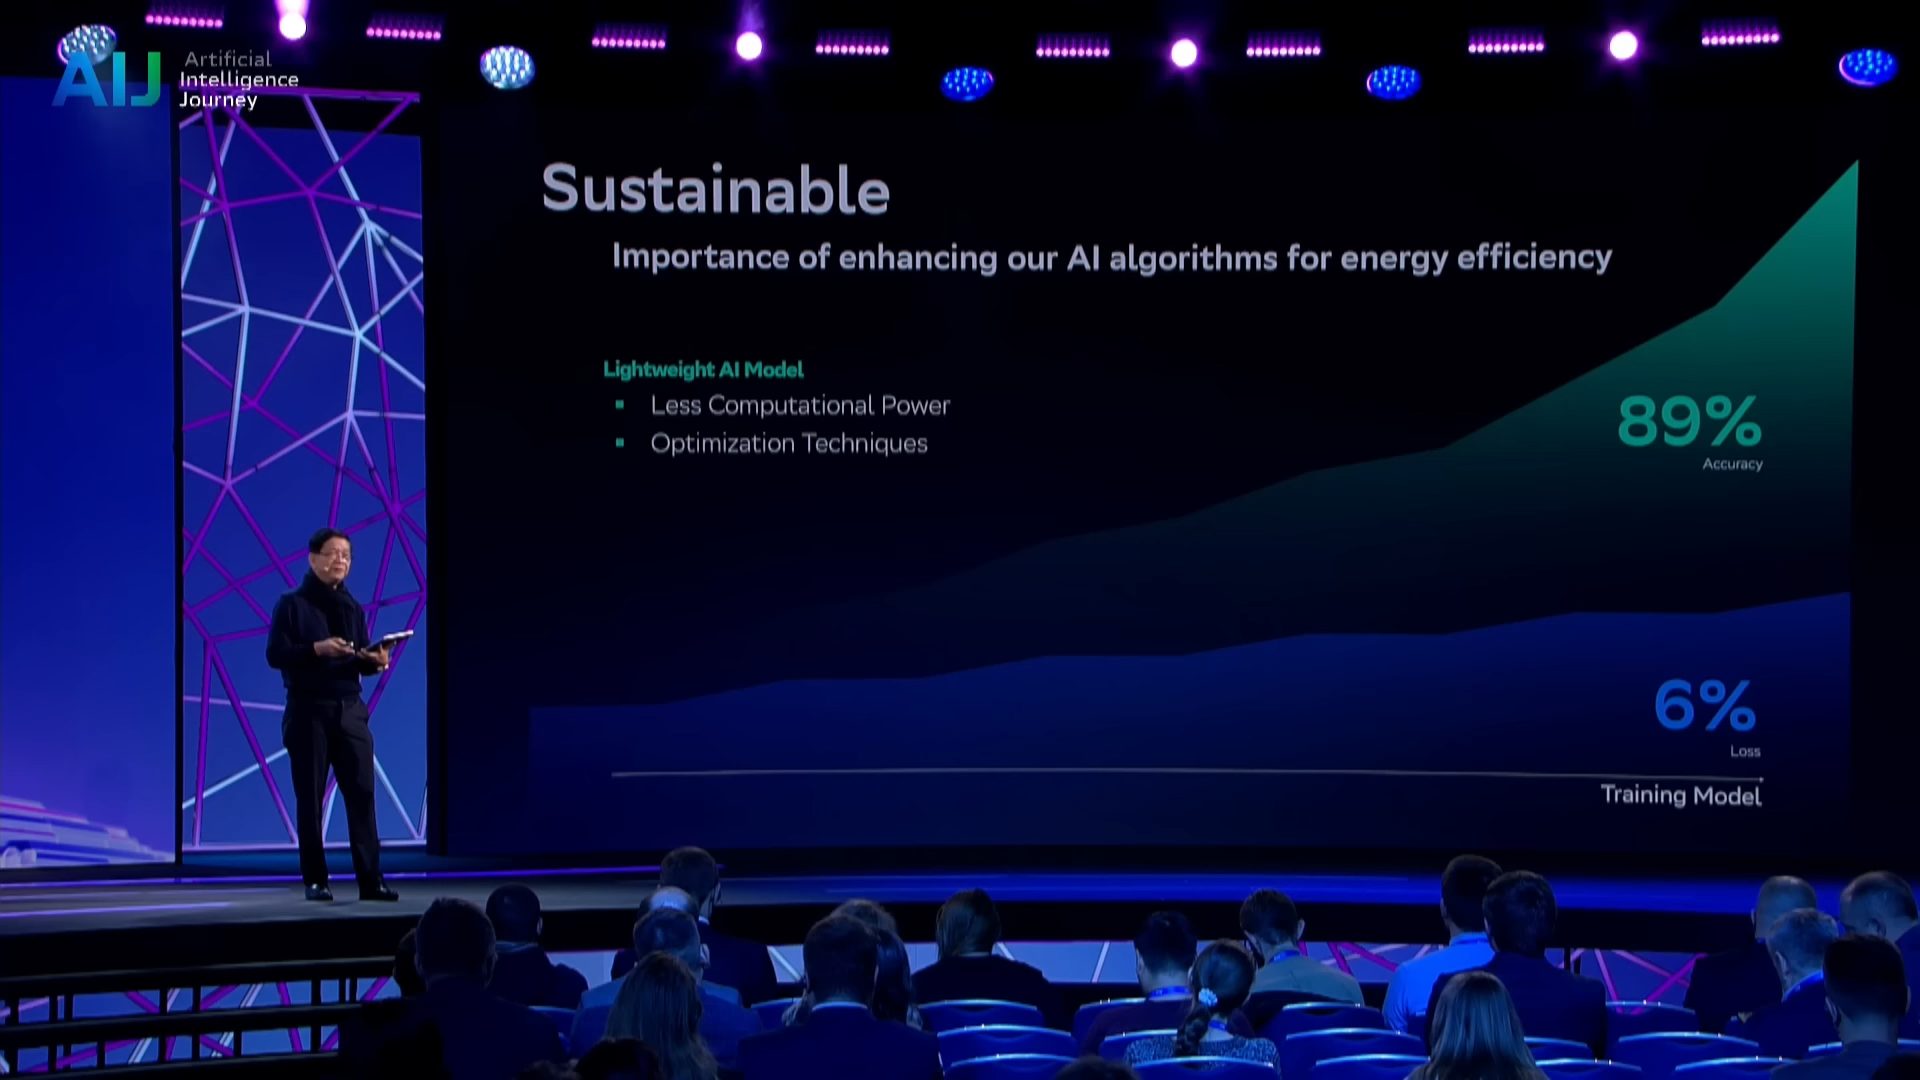 AIJ
Artificial
Intelligence
Journey
Sustainable
Importance of enhancing our AI algorithms for energy efficiency
Lightweight AI Model
▪ Less Computational Power
▪ Optimization Techniques
89%
Accuracy
6%
Loss
Training Model